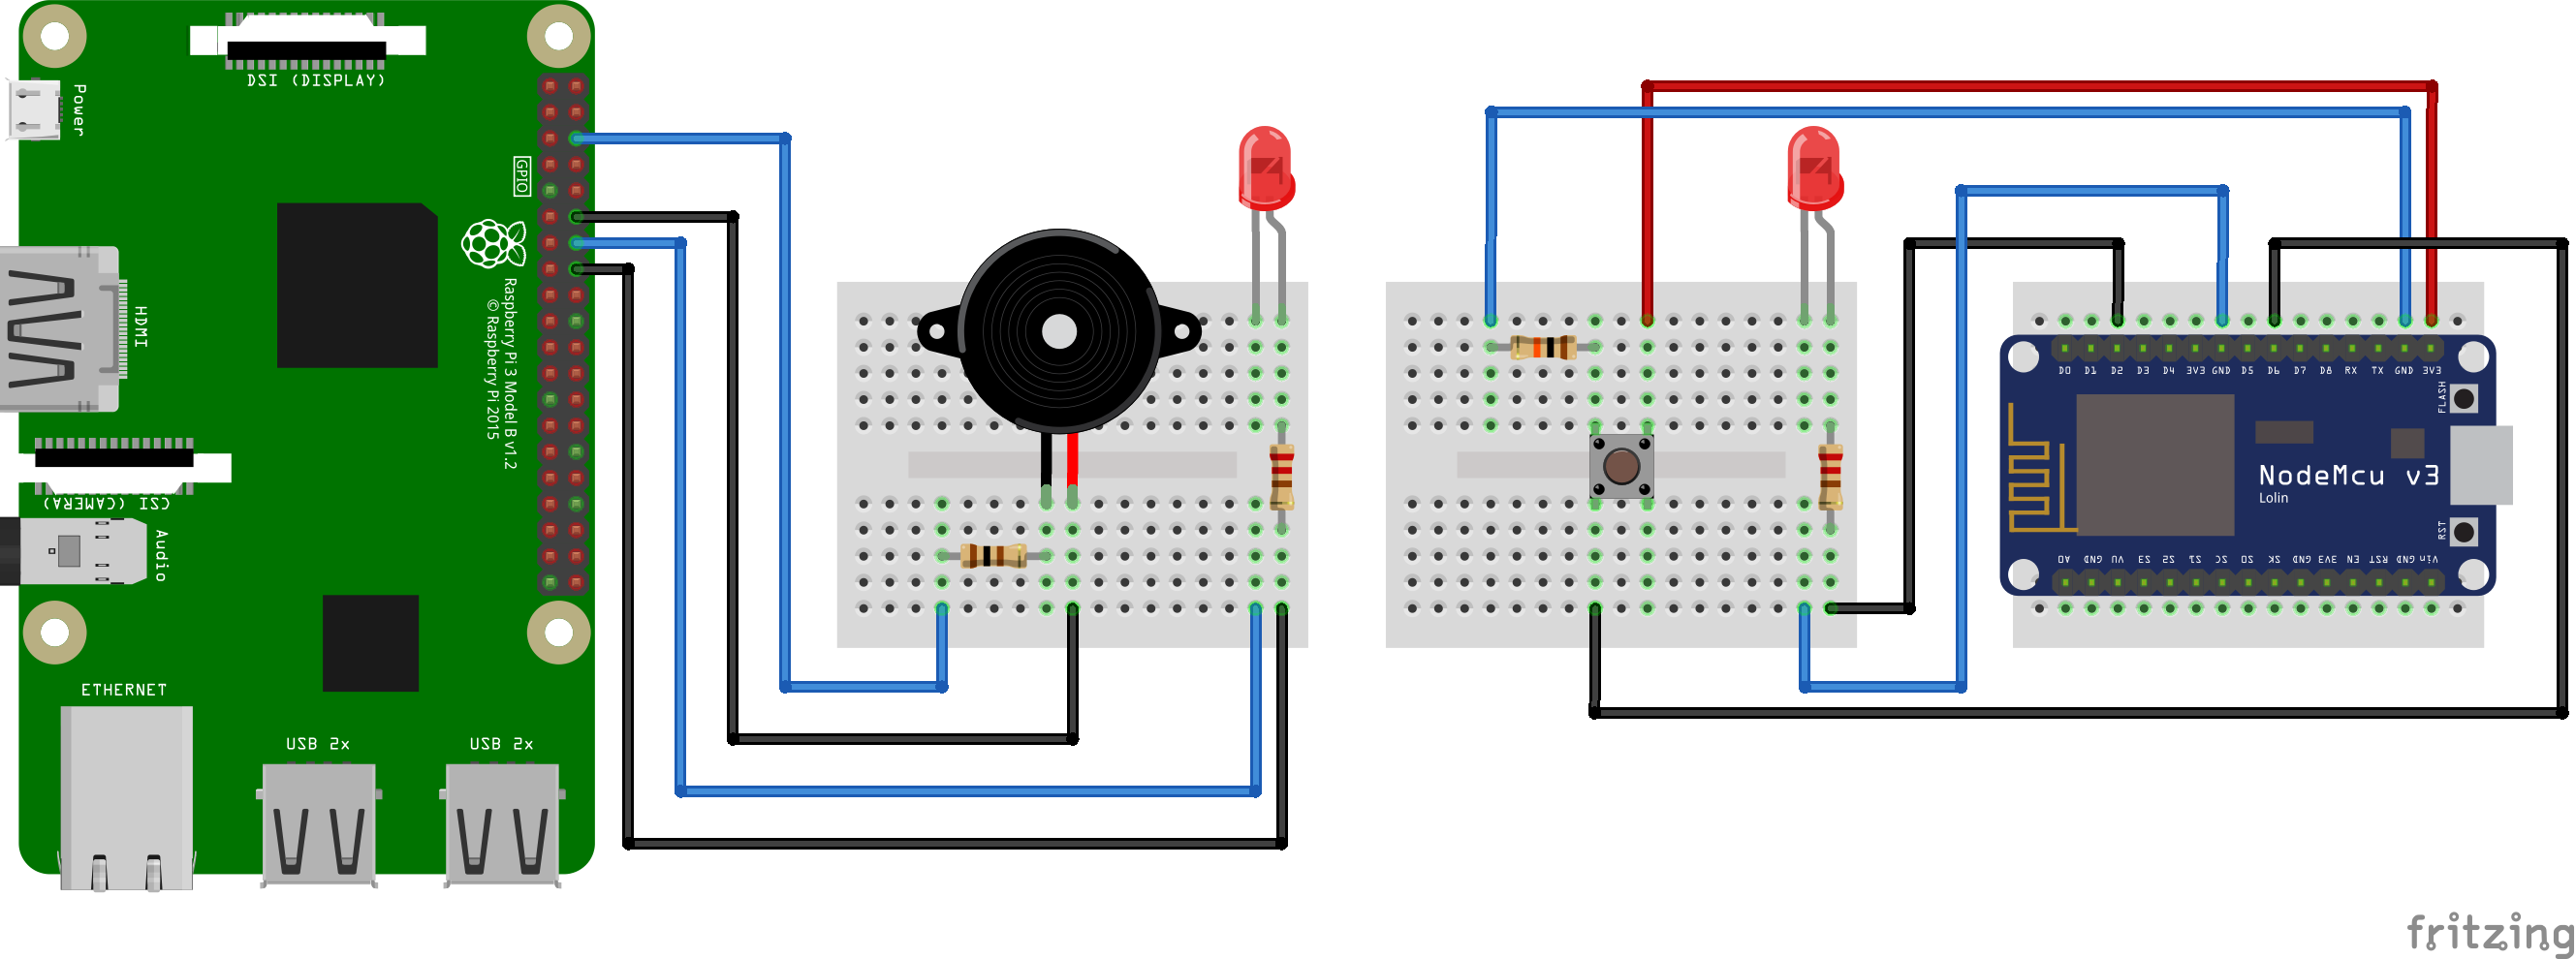 DSI (DISPLAY)
Power
GPIO
HDMI
Raspberry Pi 3 Model B v1.2
© Raspberry Pi 2015
CSI (CAMERA)
Audio
ETHERNET
USB 2x
USB 2x
D0 D1 D2 D3 D4 3V3 GND D5 D6 D7 D8 RX TX GND 3V3
FLASH
NodeMcu v3
Lolin
RST
A0 GND VU S3 S2 S1 SC S0 SK GND 3V3 EN RST GND Vin
fritzing